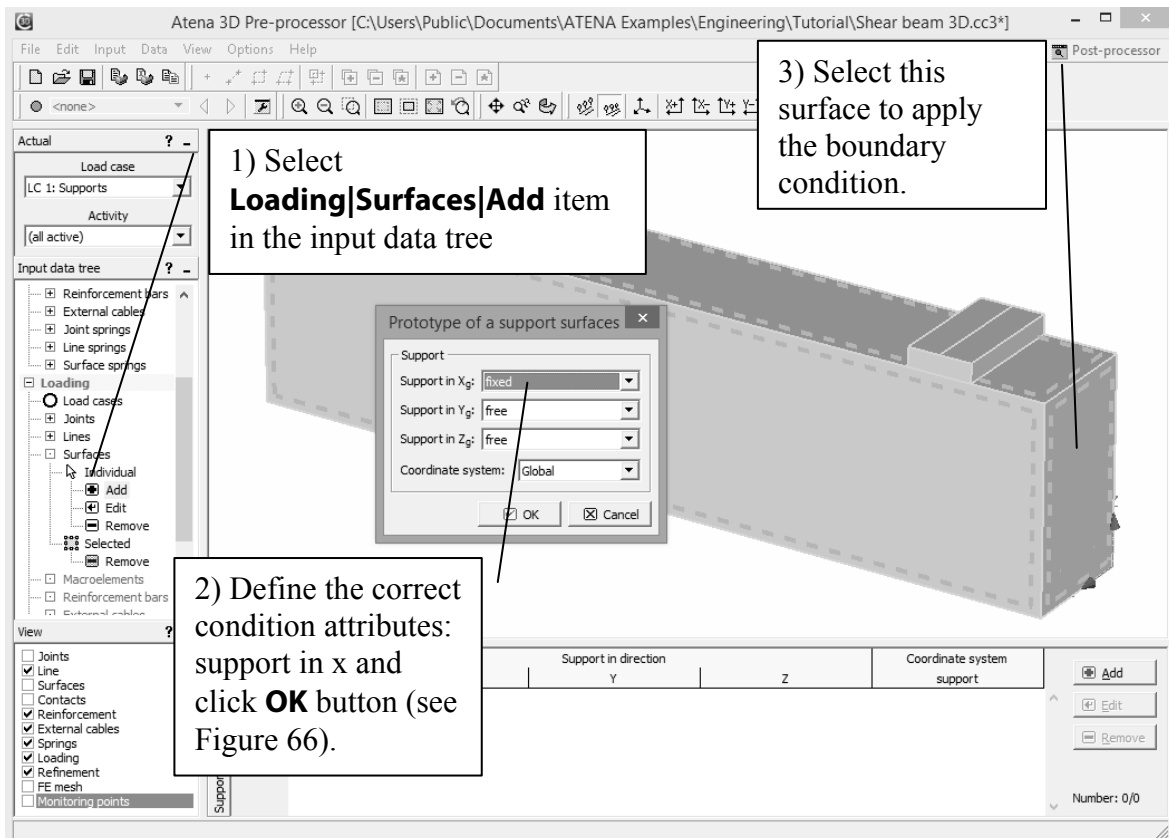 Atena 3D Pre-processor [C:\Users\Public\Documents\ATENA Examples\Engineering\Tutorial\Shear beam 3D.cc3*]
File Edit Input Data View Options Help
Post-processor
<none>
Actual ? _
Load case
LC 1: Supports
Activity
(all active)
Input data tree ? _
Reinforcement bars
External cables
Joint springs
Line springs
Surface springs
Loading
Load cases
Joints
Lines
Surfaces
Individual
Add
Edit
Remove
Selected
Remove
Macroelements
Reinforcement bars
External cables
View ?
Joints
Line
Surfaces
Contacts
Reinforcement
External cables
Springs
Loading
Refinement
FE mesh
Monitoring points
1) Select
Loading|Surfaces|Add item
in the input data tree
3) Select this
surface to apply
the boundary
condition.
Prototype of a support surfaces
Support
Support in Xg: fixed
Support in Yg: free
Support in Zg: free
Coordinate system: Global
OK Cancel
2) Define the correct
condition attributes:
support in x and
click OK button (see
Figure 66).
Support in direction
Y Z
Coordinate system
support
Add
Edit
Remove
Number: 0/0